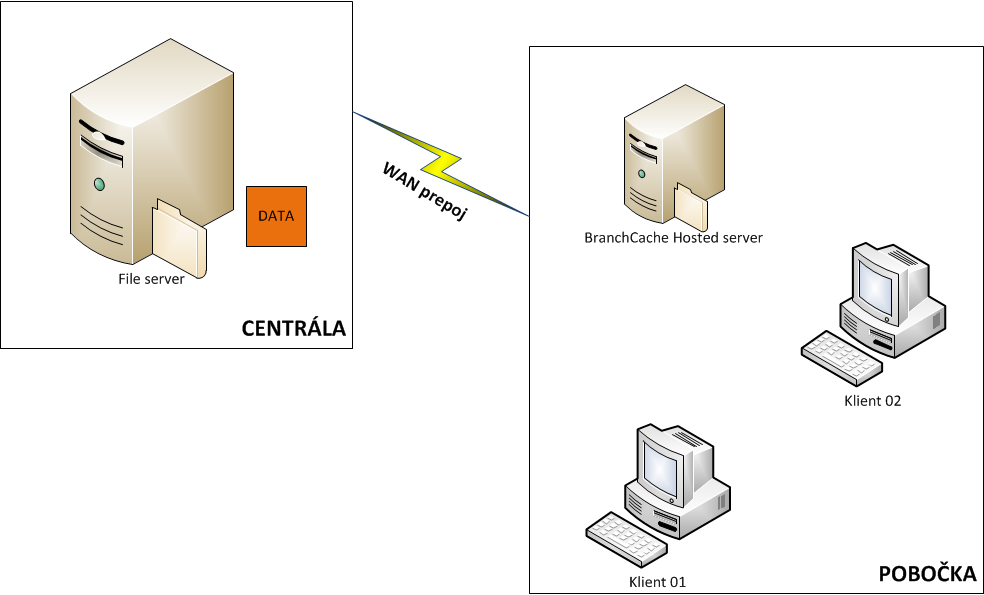 DATA
File server
CENTRÁLA
WAN prepoj
BranchCache Hosted server
Klient 02
Klient 01
POBOČKA